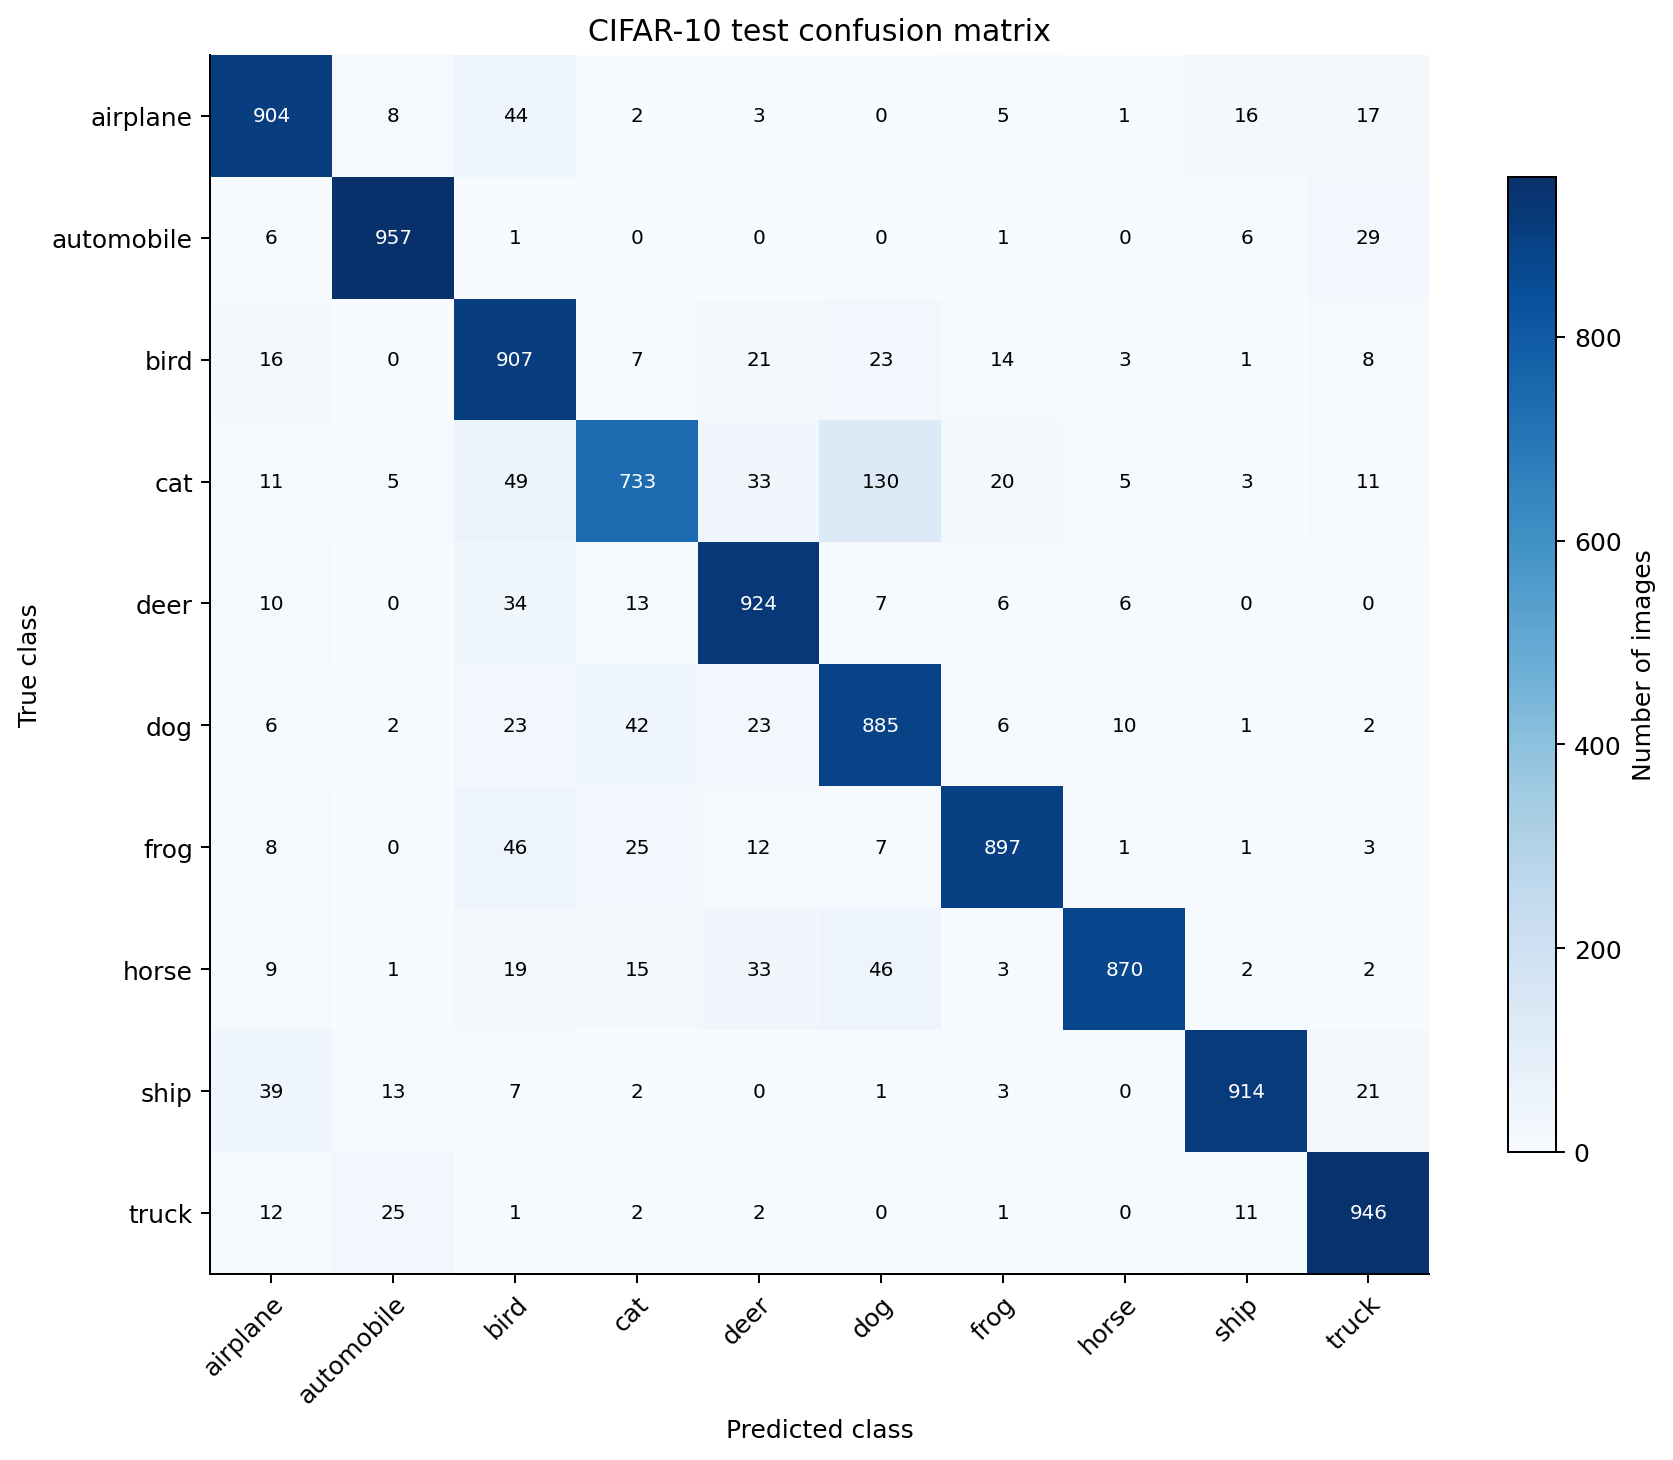 CIFAR-10 test confusion matrix
airplane 904 8 44 2 3 0 5 1 16 17
automobile 6 957 1 0 0 0 1 0 6 29
bird 16 0 907 7 21 23 14 3 1 8
cat 11 5 49 733 33 130 20 5 3 11
deer 10 0 34 13 924 7 6 6 0 0
dog 6 2 23 42 23 885 6 10 1 2
frog 8 0 46 25 12 7 897 1 1 3
horse 9 1 19 15 33 46 3 870 2 2
ship 39 13 7 2 0 1 3 0 914 21
truck 12 25 1 2 2 0 1 0 11 946
airplane automobile bird cat deer dog frog horse ship truck
Predicted class
True class
800
600
400
200
0
Number of images